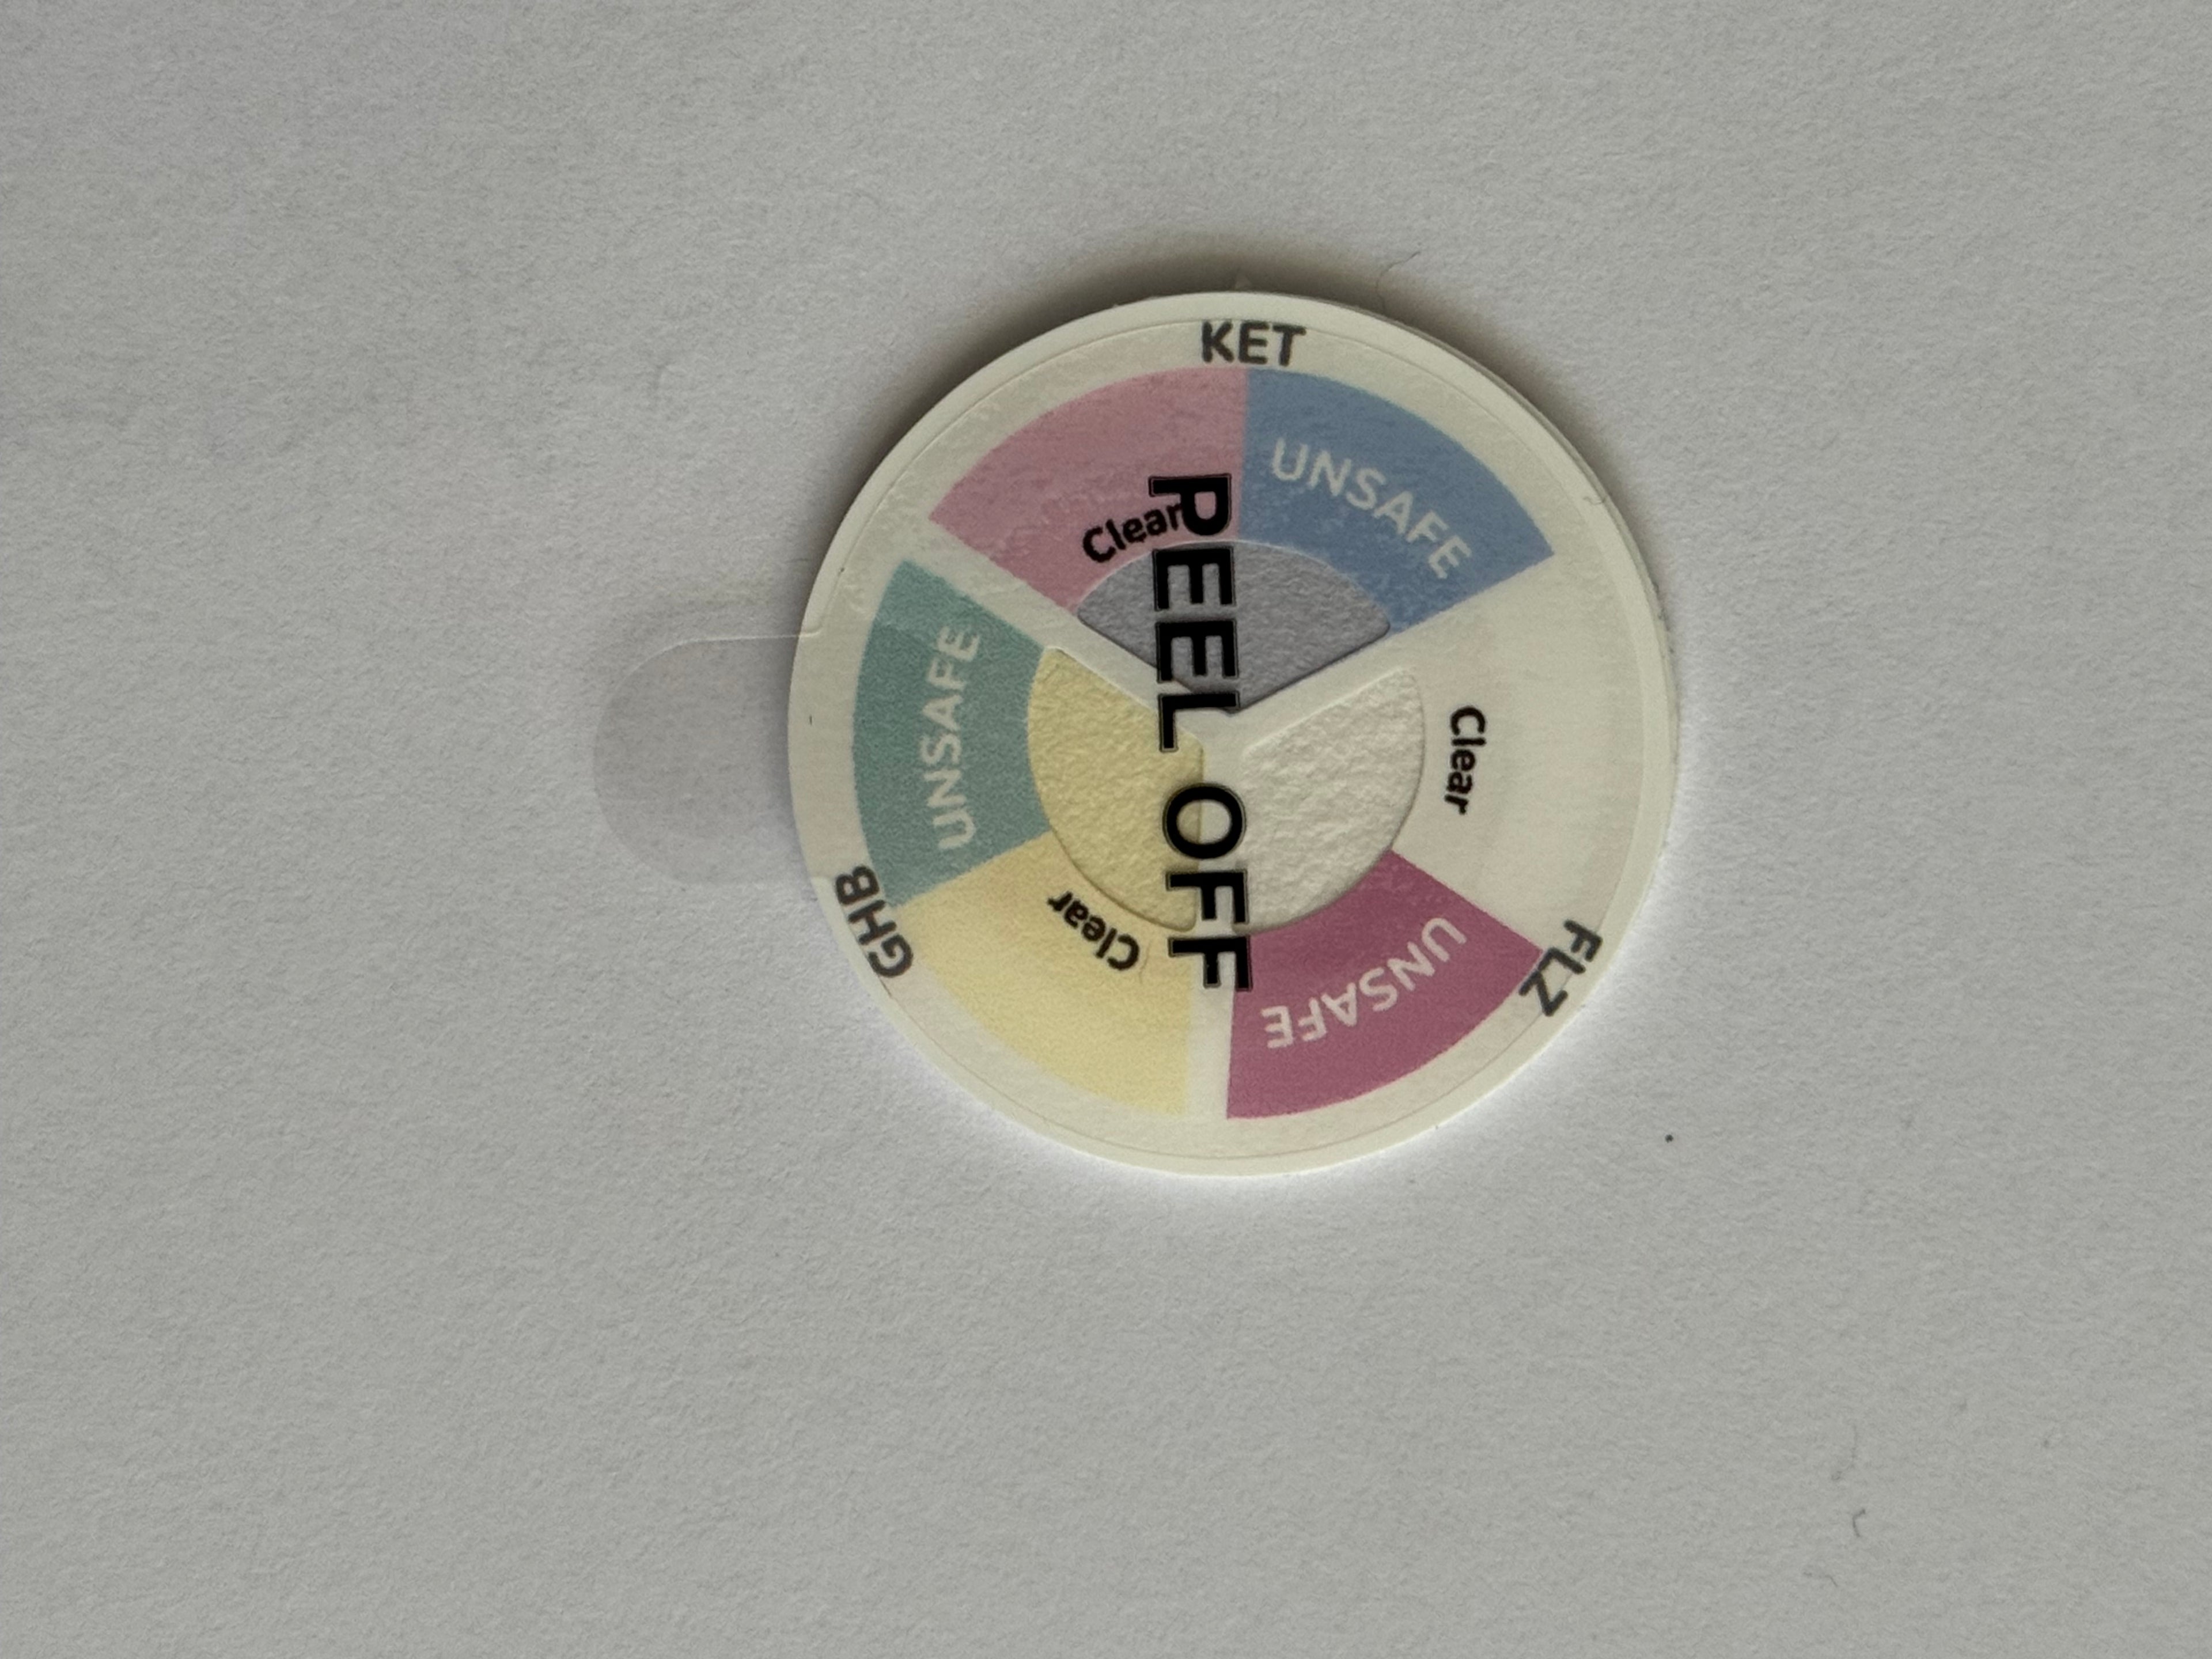 KET
UNSAFE
Clear
PEEL OFF
UNSAFE
Clear
GHB
Clear
UNSAFE
FLZ